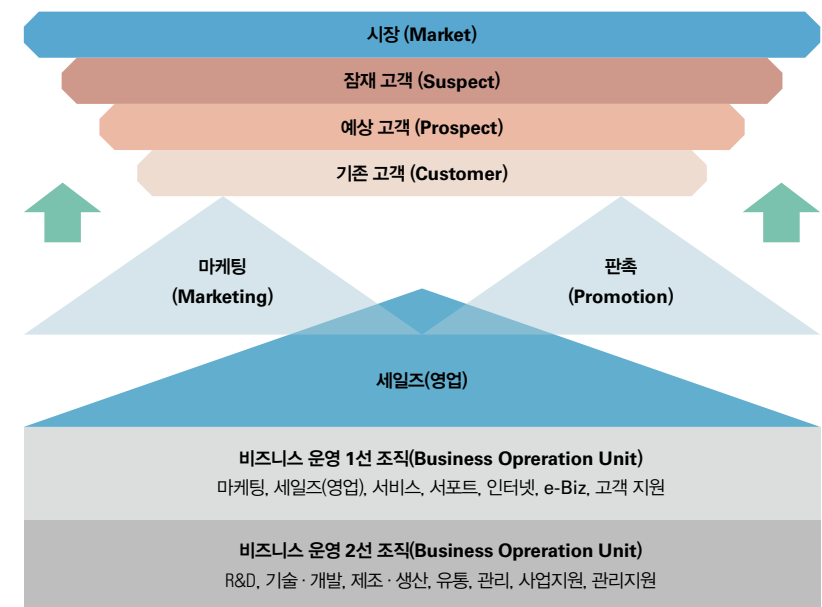 시장 (Market)
잠재 고객 (Suspect)
예상 고객 (Prospect)
기존 고객 (Customer)
마케팅
(Marketing)
판촉
(Promotion)
세일즈(영업)
비즈니스 운영 1선 조직(Business Opreration Unit)
마케팅, 세일즈(영업), 서비스, 서포트, 인터넷, e-Biz, 고객 지원
비즈니스 운영 2선 조직(Business Opreration Unit)
R&D, 기술 · 개발, 제조 · 생산, 유통, 관리, 사업지원, 관리지원